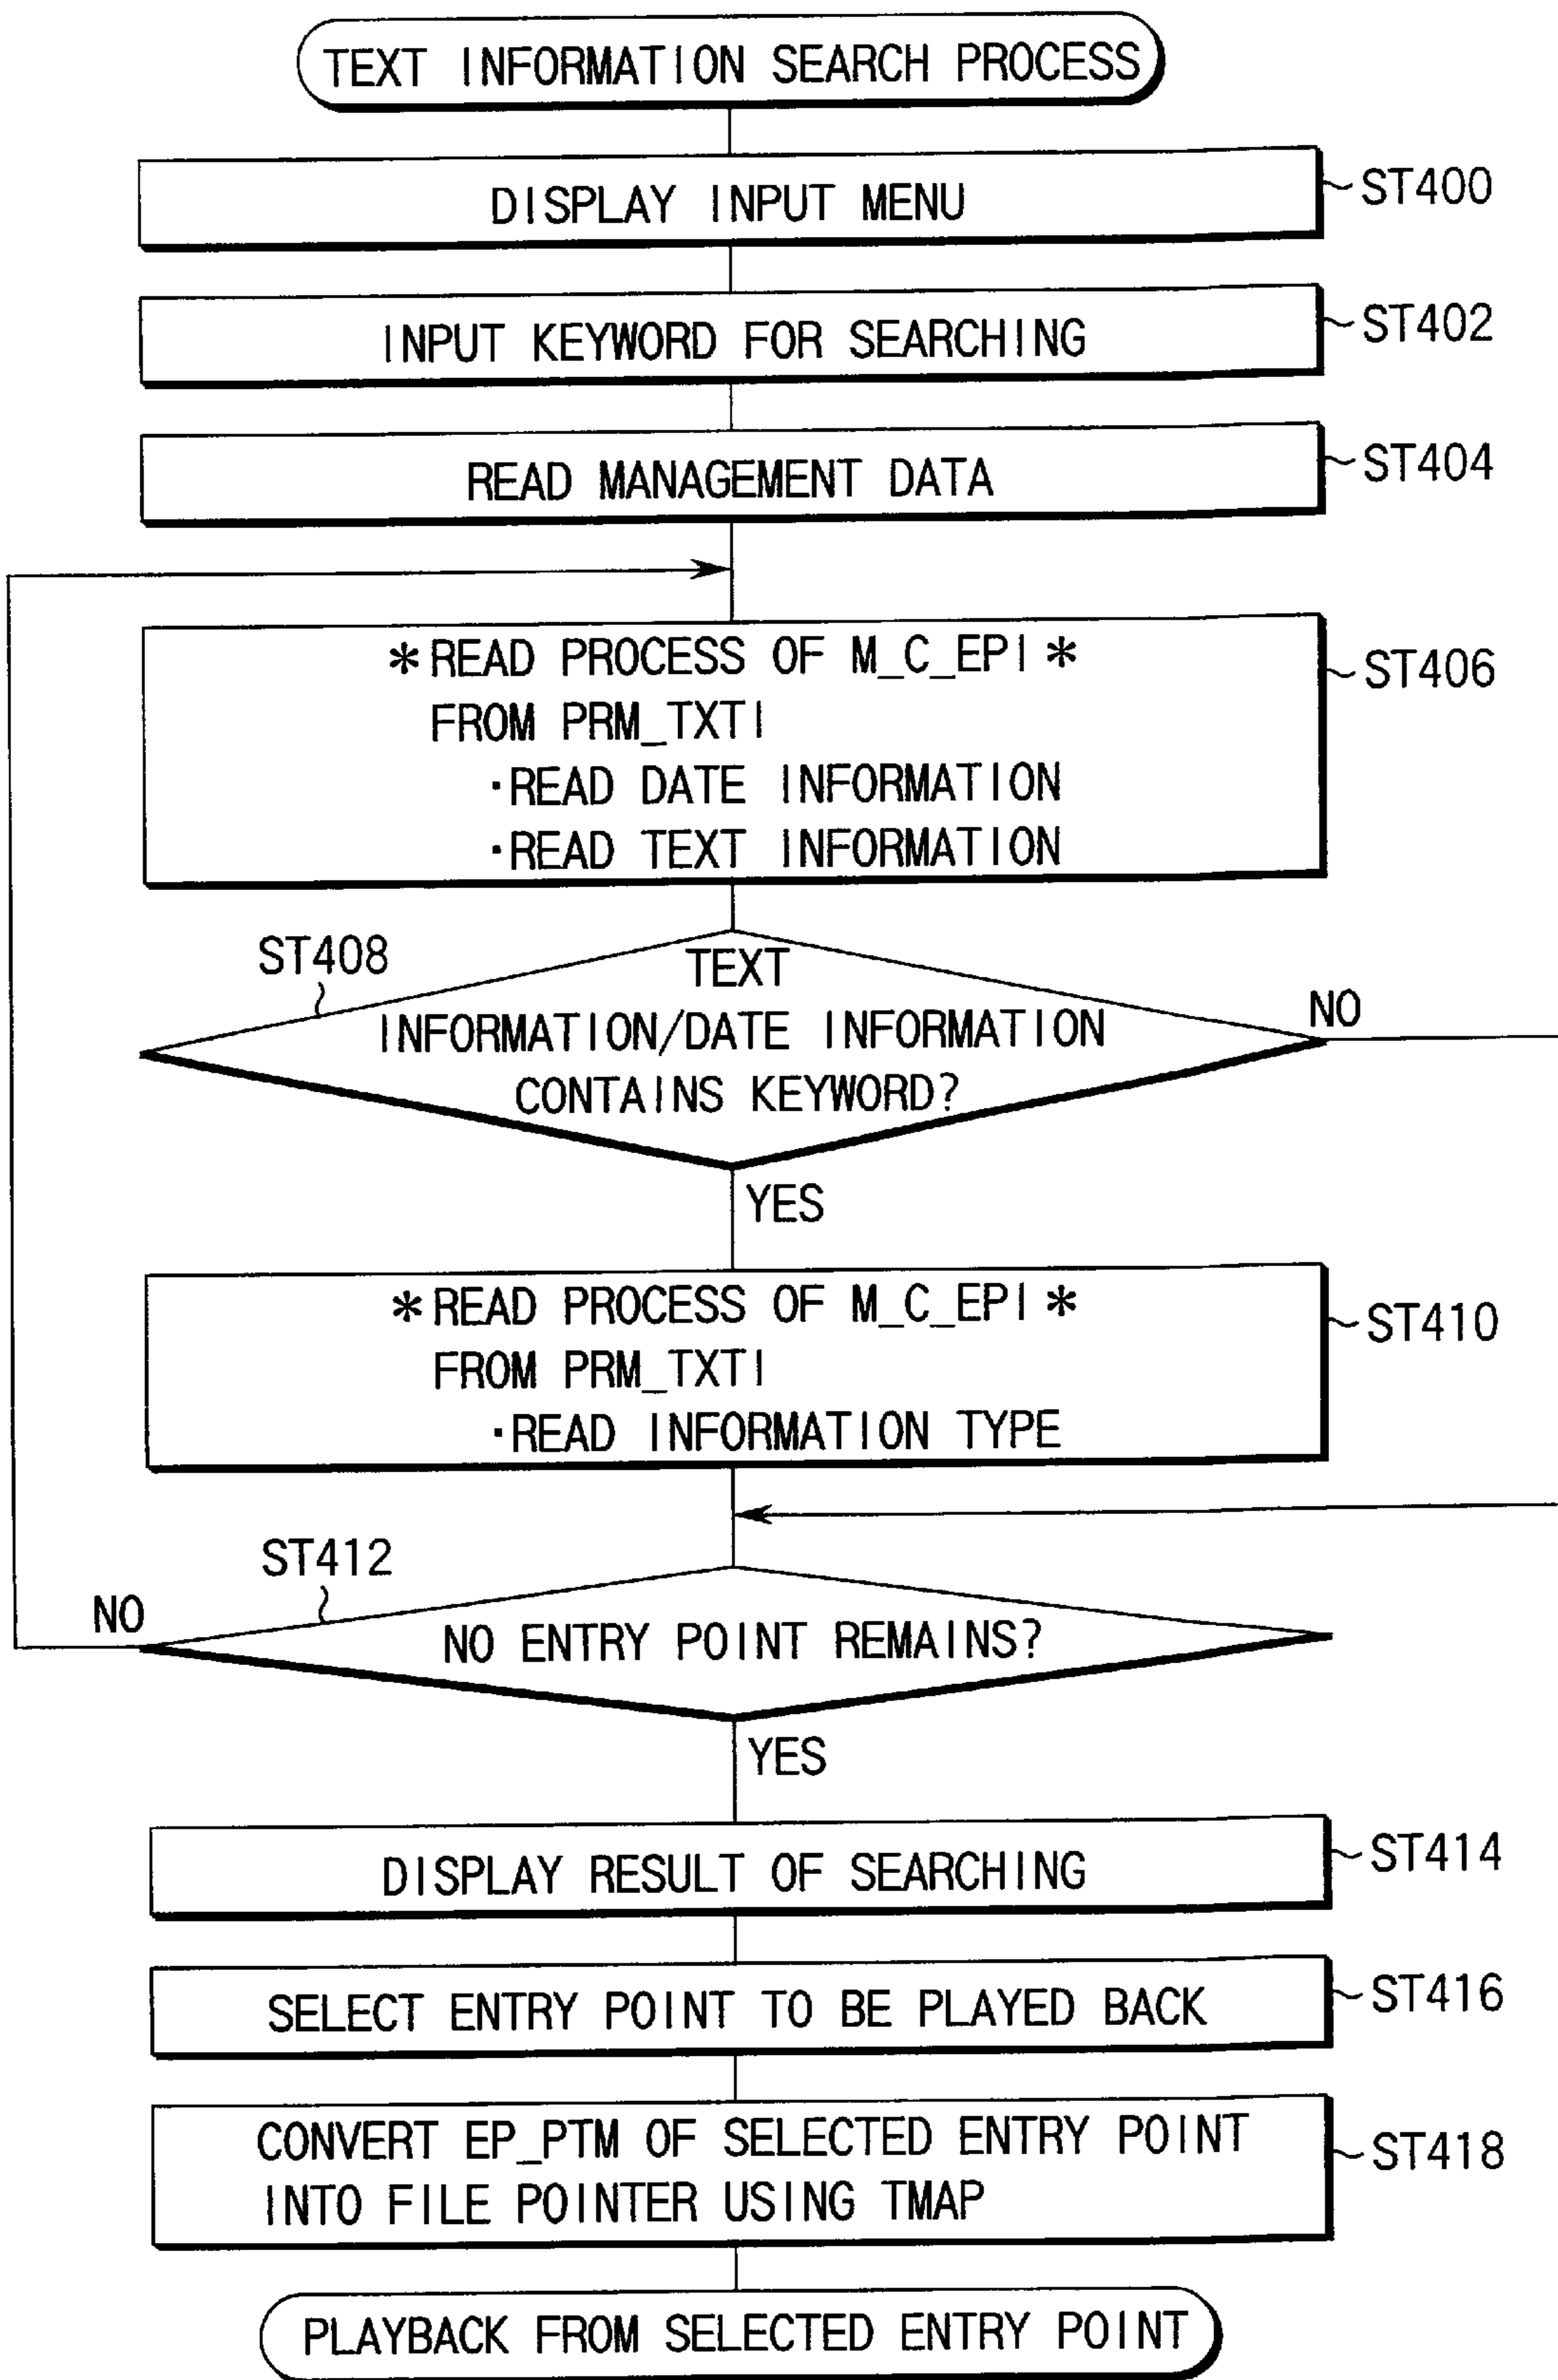 TEXT INFORMATION SEARCH PROCESS
DISPLAY INPUT MENU
ST400
INPUT KEYWORD FOR SEARCHING
ST402
READ MANAGEMENT DATA
ST404
*READ PROCESS OF M_C_EPI*
FROM PRM_TXTI
·READ DATE INFORMATION
·READ TEXT INFORMATION
ST406
ST408
TEXT
INFORMATION/DATE INFORMATION
CONTAINS KEYWORD?
NO
YES
*READ PROCESS OF M_C_EPI*
FROM PRM_TXTI
·READ INFORMATION TYPE
ST410
ST412
NO
NO ENTRY POINT REMAINS?
YES
DISPLAY RESULT OF SEARCHING
ST414
SELECT ENTRY POINT TO BE PLAYED BACK
ST416
CONVERT EP_PTM OF SELECTED ENTRY POINT
INTO FILE POINTER USING TMAP
ST418
PLAYBACK FROM SELECTED ENTRY POINT